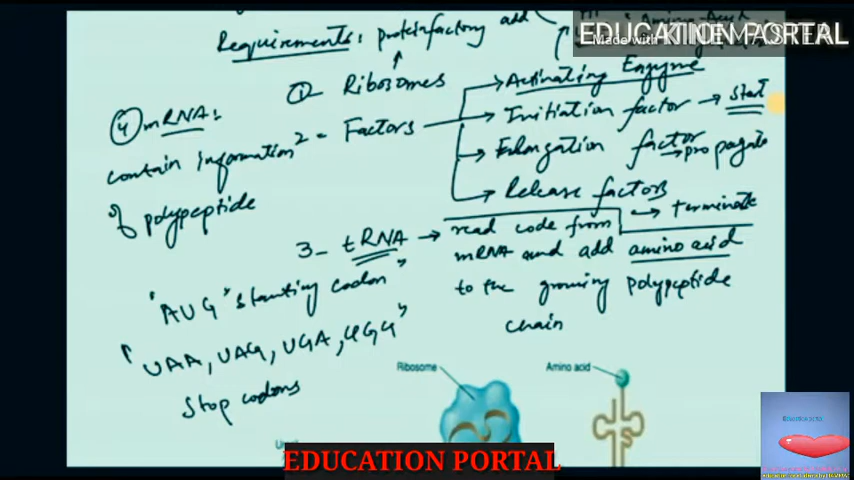 EDUCATION PORTAL
Made with KINEMASTER
Requirements: protein factory add
① Ribosomes
Activating Enzyme
④ mRNA:
Initiation factor → Start
contain information
2 - Factors
Elongation factor → propagate
of polypeptide
Release factors → terminate
3 - tRNA → read code from
mRNA and add amino acid
"AUG" starting codon
to the growing polypeptide
chain
"UAA, UAG, UGA, UGG"
Stop codons
Ribosome
Amino acid
EDUCATION PORTAL